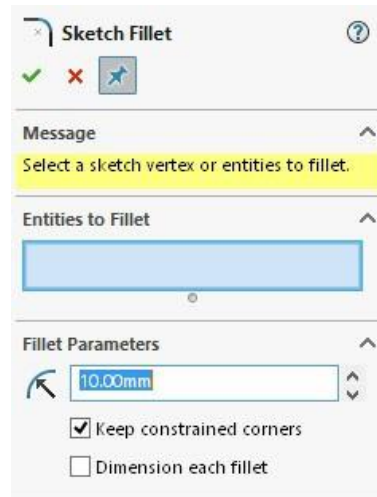 Sketch Fillet
Message
Select a sketch vertex or entities to fillet.
Entities to Fillet
Fillet Parameters
10.00mm
Keep constrained corners
Dimension each fillet